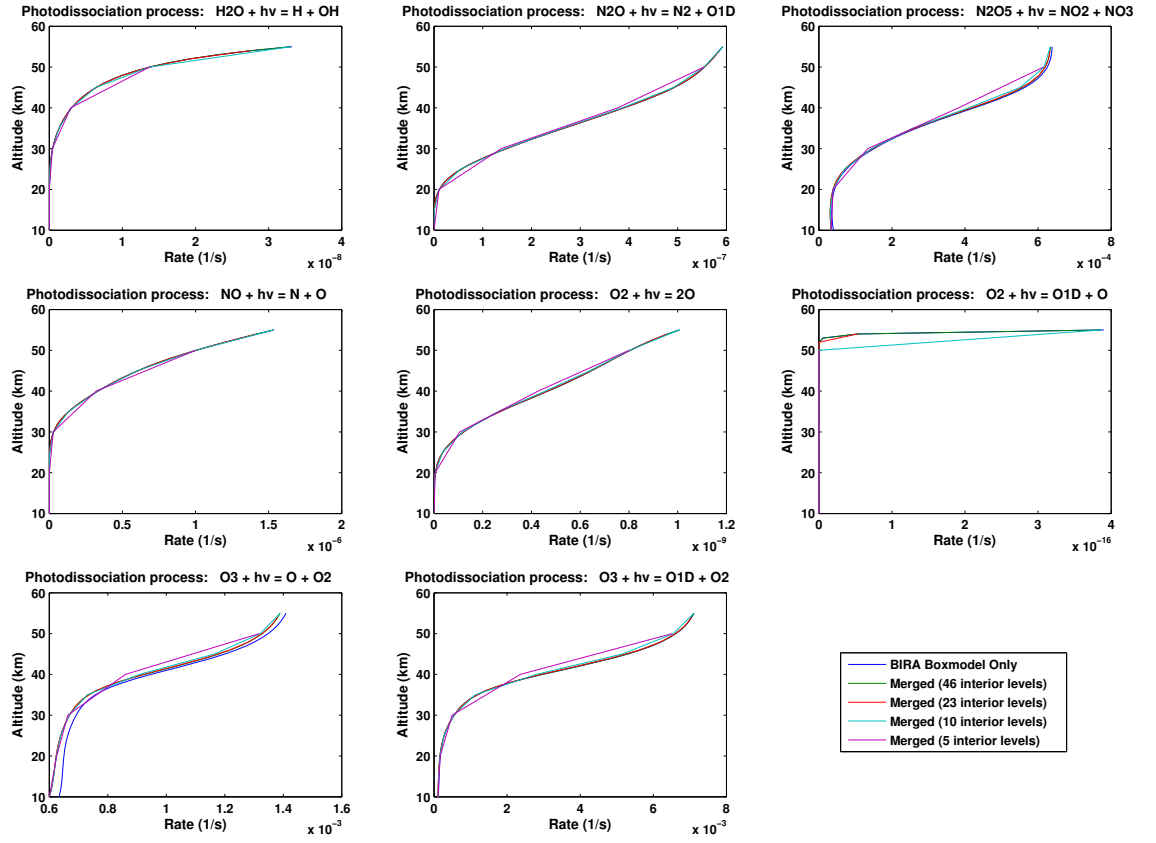 Photodissociation process: H2O + hv = H + OH
60
50
40
30
20
10
Altitude (km)
0 1 2 3 4
Rate (1/s)
x 10⁻⁸
Photodissociation process: N2O + hv = N2 + O1D
60
50
40
30
20
10
Altitude (km)
0 1 2 3 4 5 6
Rate (1/s)
x 10⁻⁷
Photodissociation process: N2O5 + hv = NO2 + NO3
60
50
40
30
20
10
Altitude (km)
0 2 4 6 8
Rate (1/s)
x 10⁻⁴
Photodissociation process: NO + hv = N + O
60
50
40
30
20
10
Altitude (km)
0 0.5 1 1.5 2
Rate (1/s)
x 10⁻⁶
Photodissociation process: O2 + hv = 2O
60
50
40
30
20
10
Altitude (km)
0 0.2 0.4 0.6 0.8 1 1.2
Rate (1/s)
x 10⁻⁹
Photodissociation process: O2 + hv = O1D + O
60
50
40
30
20
10
Altitude (km)
0 1 2 3 4
Rate (1/s)
x 10⁻¹⁶
Photodissociation process: O3 + hv = O + O2
60
50
40
30
20
10
Altitude (km)
0.6 0.8 1 1.2 1.4 1.6
Rate (1/s)
x 10⁻³
Photodissociation process: O3 + hv = O1D + O2
60
50
40
30
20
10
Altitude (km)
0 2 4 6 8
Rate (1/s)
x 10⁻³
BIRA Boxmodel Only
Merged (46 interior levels)
Merged (23 interior levels)
Merged (10 interior levels)
Merged (5 interior levels)